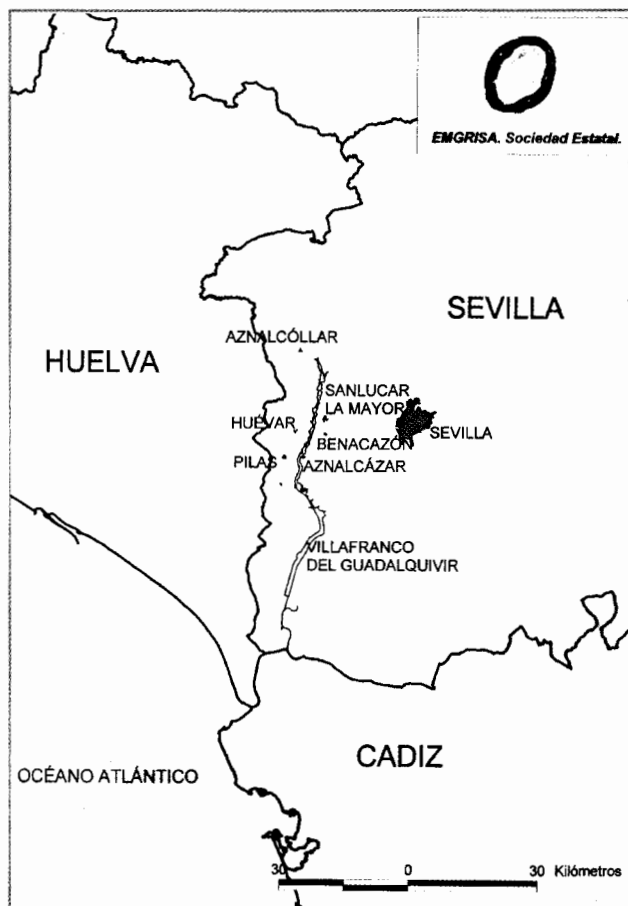 EMGRISA. Sociedad Estatal.
SEVILLA
HUELVA
AZNALCÓLLAR
SANLUCAR
LA MAYOR
HUÉVAR
SEVILLA
BENACAZÓN
PILAS
AZNALCÁZAR
VILLAFRANCO
DEL GUADALQUIVIR
CADIZ
OCÉANO ATLÁNTICO
30 0 30 Kilómetros